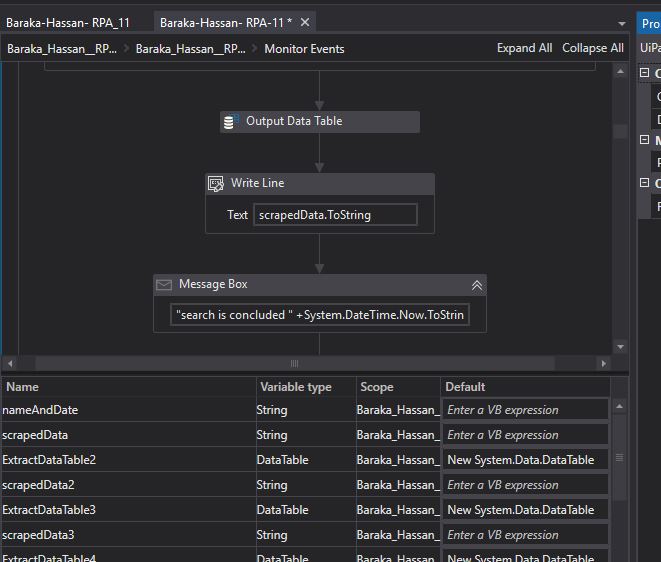 Baraka-Hassan- RPA_11 Baraka-Hassan- RPA-11 * ✕
Pro
Baraka_Hassan__RP... > Baraka_Hassan__RP... > Monitor Events Expand All Collapse All
UiPa
Output Data Table
Write Line
Text scrapedData.ToString
Message Box
"search is concluded " +System.DateTime.Now.ToStrin
Name Variable type Scope Default
nameAndDate String Baraka_Hassan_ Enter a VB expression
scrapedData String Baraka_Hassan_ Enter a VB expression
ExtractDataTable2 DataTable Baraka_Hassan_ New System.Data.DataTable
scrapedData2 String Baraka_Hassan_ Enter a VB expression
ExtractDataTable3 DataTable Baraka_Hassan_ New System.Data.DataTable
scrapedData3 String Baraka_Hassan_ Enter a VB expression
ExtractDataTable4 DataTable Baraka_Hassan_ New System.Data.DataTable